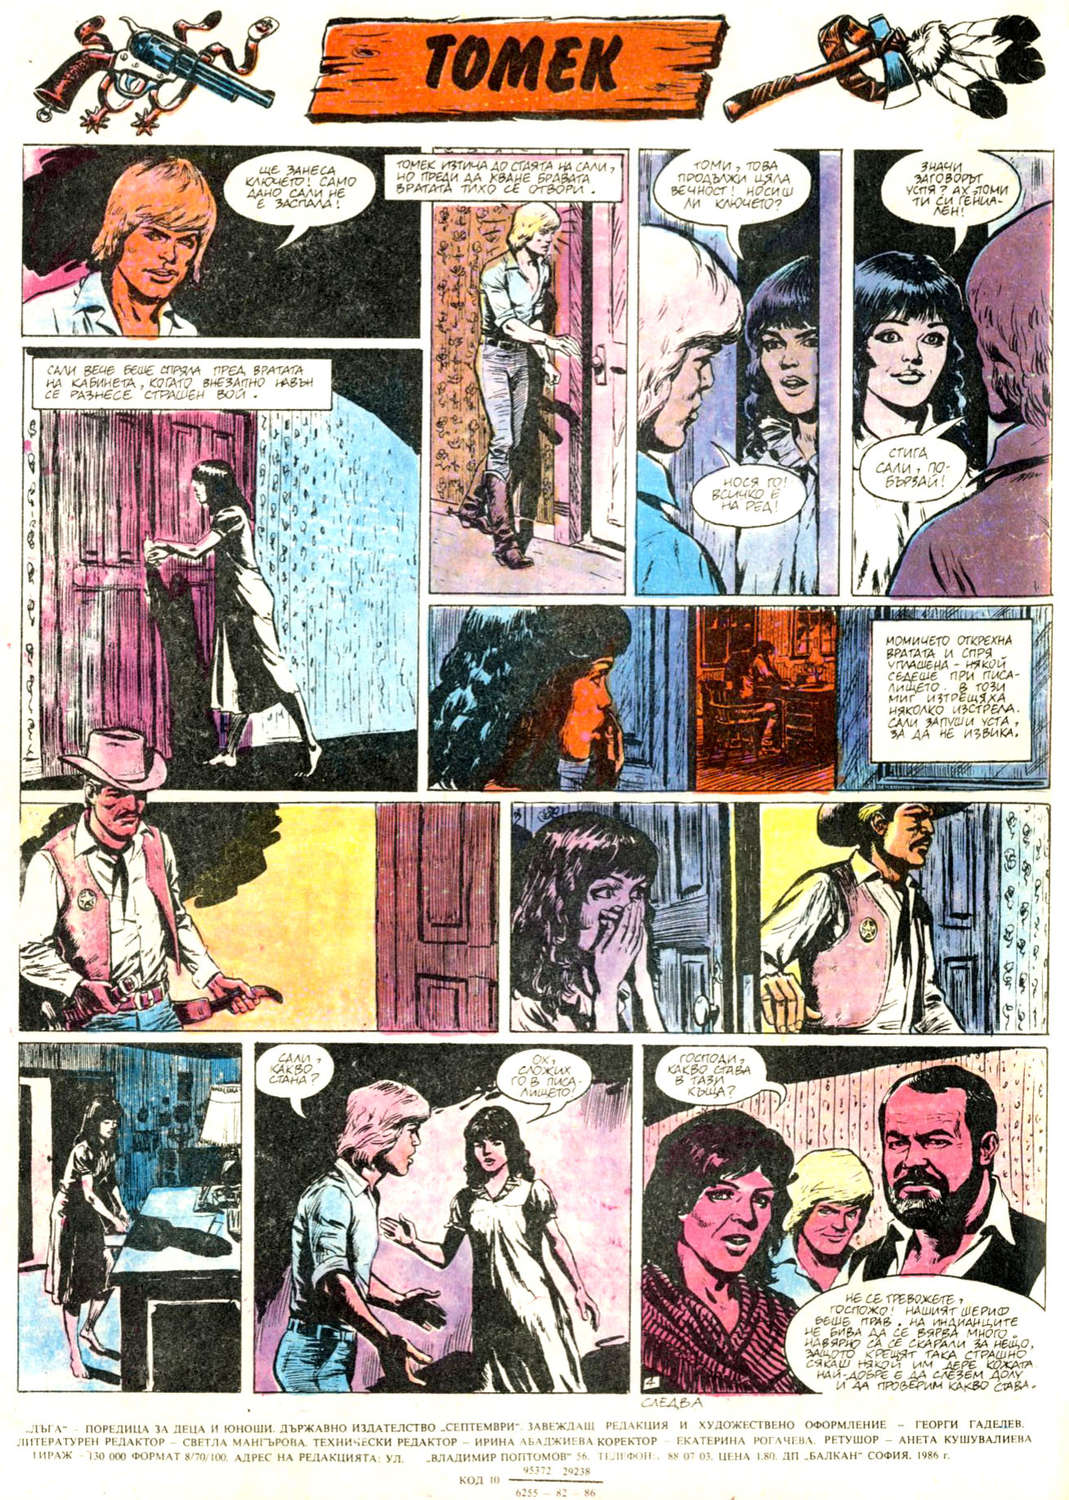 ТОМЕК
ЩЕ ЗАНЕСА
КЛЮЧЕТО! САМО
ДАНО САЛИ НЕ
Е ЗАСПАЛА!
ТОМЕК ИЗТИЧА ДО СТАЯТА НА САЛИ,
НО ПРЕДИ ДА ХВАНЕ БРАВАТА
ВРАТАТА ТИХО СЕ ОТВОРИ.
ТОМИ, ТОВА
ПРОДЪЛЖИ ЦЯЛА
ВЕЧНОСТ! НОСИШ
ЛИ КЛЮЧЕТО?
НОСЯ ГО!
ВСИЧКО Е
НА РЕД!
ЗНАЧИ
ЗАГОВОРЪТ
УСПЯ? АХ, ТОМИ
ТИ СИ ГЕНИА-
ЛЕН!
СТИГА
САЛИ, ПО-
БЪРЗАЙ!
САЛИ ВЕЧЕ БЕШЕ СПРЯЛА ПРЕД ВРАТАТА
НА КАБИНЕТА, КОГАТО ВНЕЗАПНО НАВЪН
СЕ РАЗНЕСЕ СТРАШЕН ВОЙ.
МОМИЧЕТО ОТКРЕХНА
ВРАТАТА И СПРЯ
УПЛАШЕНА - НЯКОЙ
СЕДЕШЕ ПРИ ПИСА-
ЛИЩЕТО. В ТОЗИ
МИГ ИЗТРЕЩЯХА
НЯКОЛКО ИЗСТРЕЛА.
САЛИ ЗАПУШИ УСТА,
ЗА ДА НЕ ИЗВИКА.
САЛИ,
КАКВО
СТАНА?
ОХ,
СЛОЖИХ
ГО В ПИСА-
ЛИЩЕТО!
ГОСПОДИ,
КАКВО СТАВА
В ТАЗИ
КЪЩА?
НЕ СЕ ТРЕВОЖЕТЕ,
ГОСПОЖО! НАШИЯТ ШЕРИФ
БЕШЕ ПРАВ. НА ИНДИАНЦИТЕ
НЕ БИВА ДА СЕ ВЯРВА МНОГО.
НАВЯРНО СА СЕ СКАРАЛИ ЗА НЕЩО,
ЗАЩОТО КРЕЩЯТ ТАКА СТРАШНО
СЯКАШ НЯКОЙ ИМ ДЕРЕ КОЖАТА.
НАЙ-ДОБРЕ Е ДА СЛЕЗЕМ ДОЛУ
И ДА ПРОВЕРИМ КАКВО СТАВА.
4
СЛЕДВА
„ДЪГА“ - ПОРЕДИЦА ЗА ДЕЦА И ЮНОШИ. ДЪРЖАВНО ИЗДАТЕЛСТВО „СЕПТЕМВРИ“. ЗАВЕЖДАЩ РЕДАКЦИЯ И ХУДОЖЕСТВЕНО ОФОРМЛЕНИЕ – ГЕОРГИ ГАДЕЛЕВ.
ЛИТЕРАТУРЕН РЕДАКТОР – СВЕТЛА МАНГЪРОВА. ТЕХНИЧЕСКИ РЕДАКТОР – ИРИНА АБАДЖИЕВА КОРЕКТОР – ЕКАТЕРИНА РОГАЧЕВА. РЕТУШОР – АНЕТА КУШУВАЛИЕВА
ТИРАЖ - 130 000 ФОРМАТ 8/70/100. АДРЕС НА РЕДАКЦИЯТА: УЛ. „ВЛАДИМИР ПОПТОМОВ“ 56. ТЕЛЕФОН: 88 07 03. ЦЕНА 1.80. ДП „БАЛКАН“ СОФИЯ. 1986 г.
КОД 10 95372 29238
6255 – 82 – 86